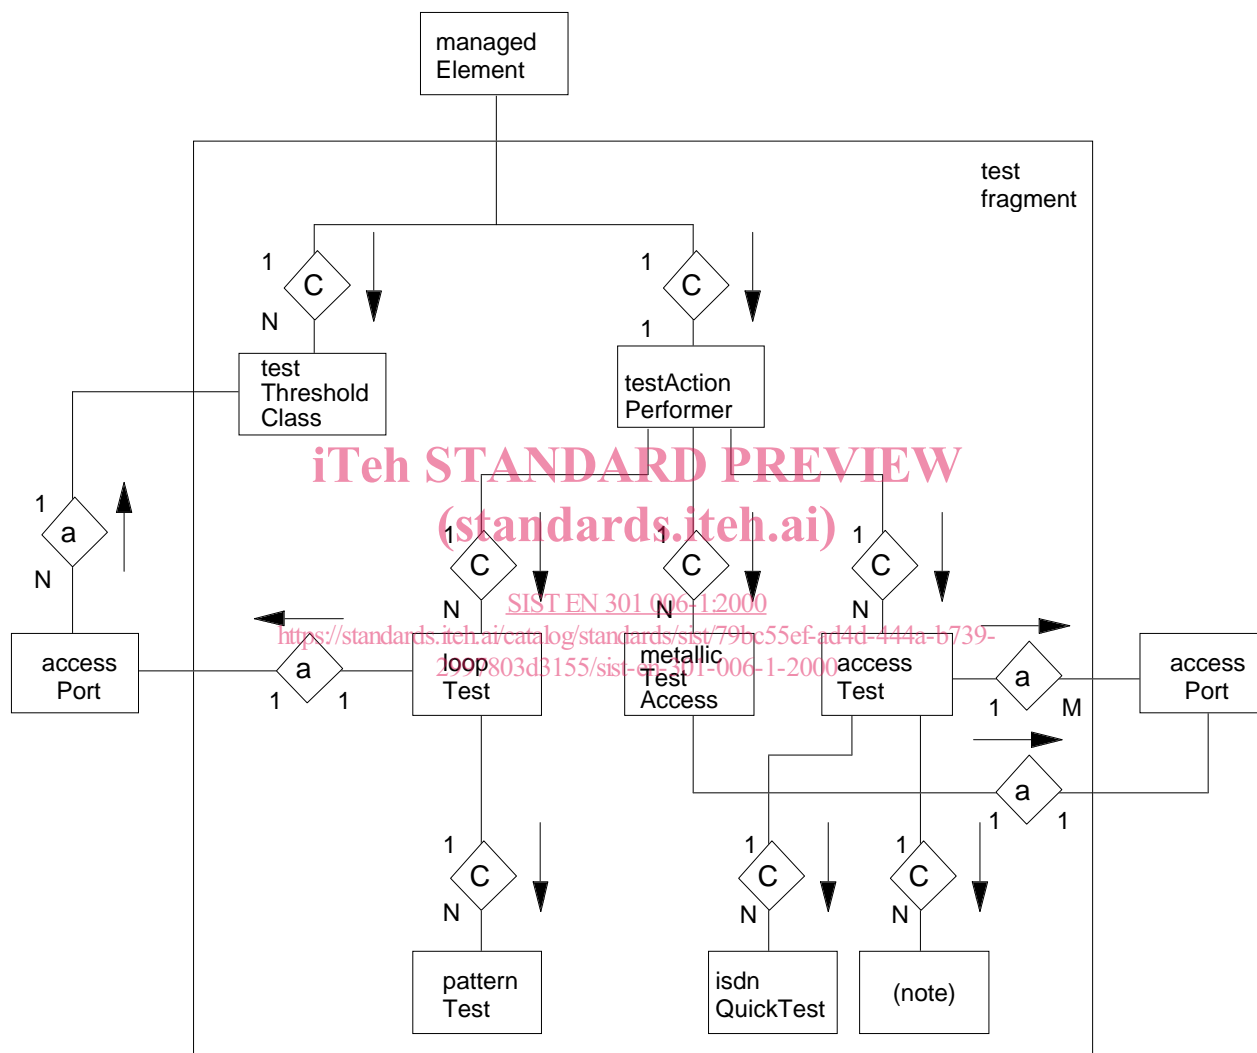 managed
Element
test
fragment
1
C
N
1
C
1
test
Threshold
Class
testAction
Performer
iTeh STANDARD PREVIEW
(standards.iteh.ai)
1
a
N
1
C
N
1
C
N
1
C
N
SIST EN 301 006-1:2000
https://standards.iteh.ai/catalog/standards/sist/79bc55ef-ad4d-444a-b739-
2997803d3155/sist-en-301-006-1-2000
access
Port
a
1 1
loop
Test
metallic
Test
Access
access
Test
a
1 M
access
Port
a
1 1
1
C
N
1
C
N
1
C
N
pattern
Test
isdn
QuickTest
(note)